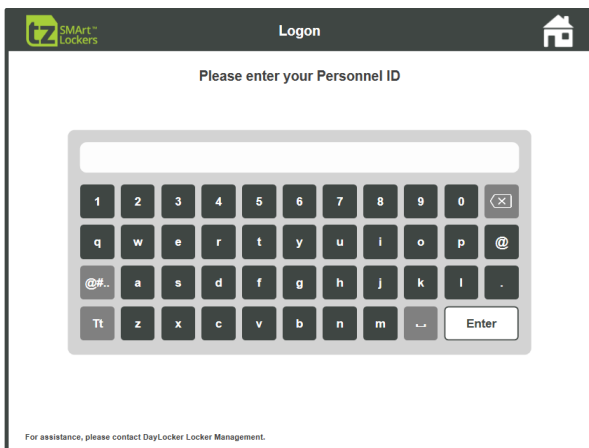 tz SMArt™
Lockers
Logon
Please enter your Personnel ID
1 2 3 4 5 6 7 8 9 0
q w e r t y u i o p @
@#.. a s d f g h j k l .
Tt z x c v b n m Enter
For assistance, please contact DayLocker Locker Management.